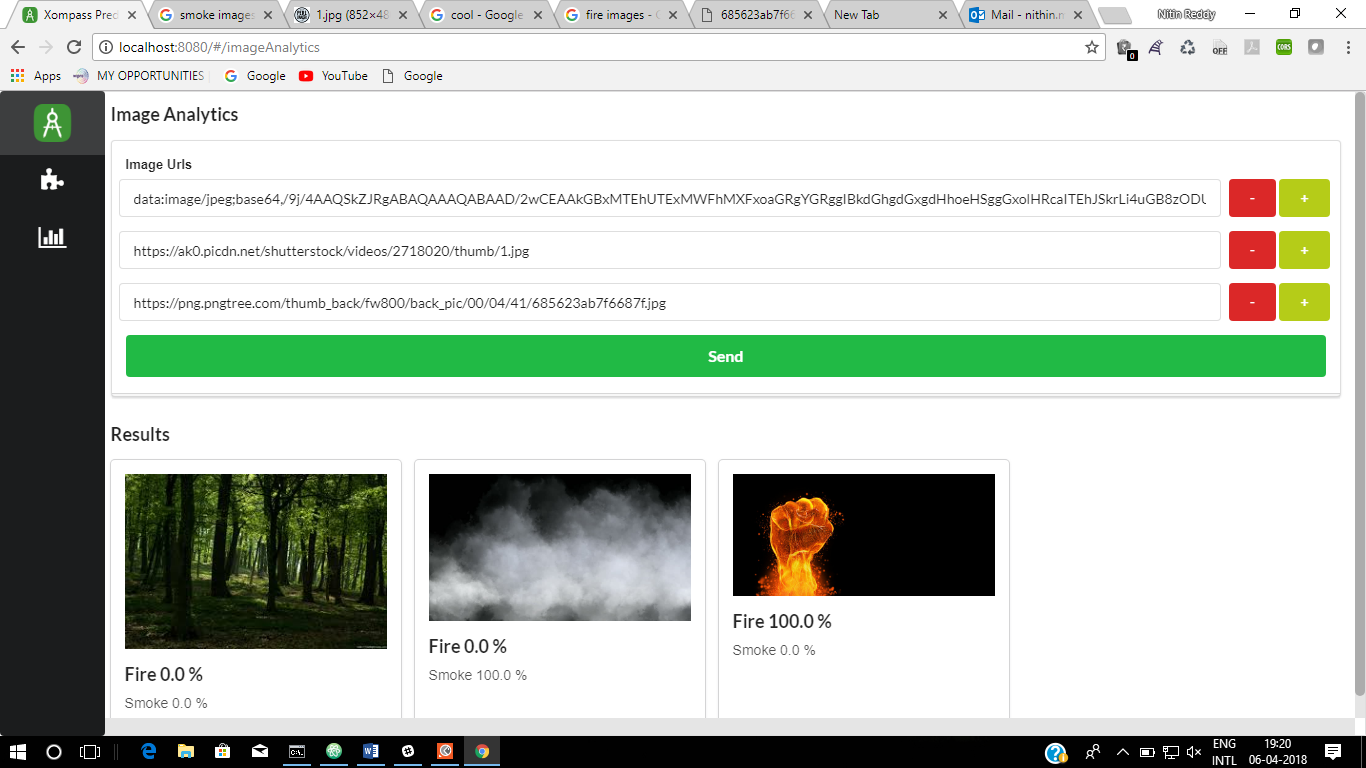 Xompass Pred
smoke images
1.jpg (852×48
cool - Google
fire images - G
685623ab7f66
New Tab
Mail - nithin.n
Nitin Reddy
localhost:8080/#/imageAnalytics
0
OFF
CORS
Apps
MY OPPORTUNITIES
Google
YouTube
Google
Image Analytics
Image Urls
data:image/jpeg;base64,/9j/4AAQSkZJRgABAQAAAQABAAD/2wCEAAkGBxMTEhUTExMWFhMXFxoaGRgYGRggIBkdGhgdGxgdHhoeHSggGxolHRcaITEhJSkrLi4uGB8zODU
- +
https://ak0.picdn.net/shutterstock/videos/2718020/thumb/1.jpg
- +
https://png.pngtree.com/thumb_back/fw800/back_pic/00/04/41/685623ab7f6687f.jpg
- +
Send
Results
Fire 0.0 %
Smoke 0.0 %
Fire 0.0 %
Smoke 100.0 %
Fire 100.0 %
Smoke 0.0 %
ENG
INTL
19:20
06-04-2018